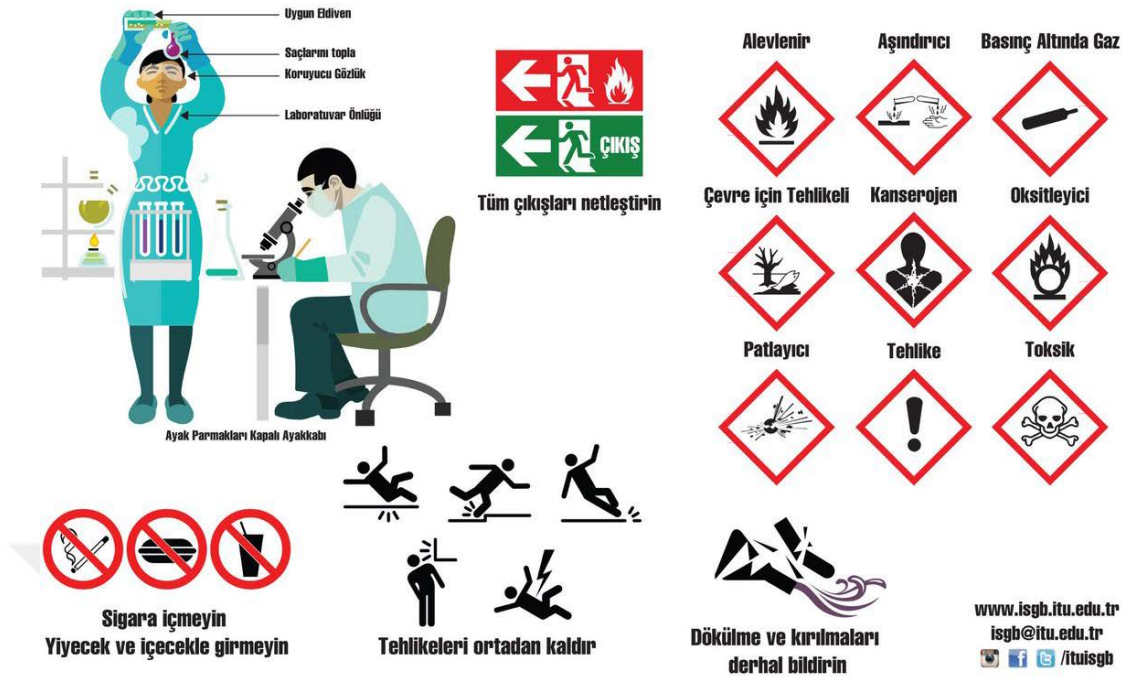 Uygun Eldiven
Saçlarını topla
Koruyucu Gözlük
Laboratuvar Önlüğü
Ayak Parmakları Kapalı Ayakkabı
ÇIKIŞ
Tüm çıkışları netleştirin
Alevlenir
Aşındırıcı
Basınç Altında Gaz
Çevre için Tehlikeli
Kanserojen
Oksitleyici
Patlayıcı
Tehlike
Toksik
Sigara içmeyin
Yiyecek ve içecekle girmeyin
Tehlikeleri ortadan kaldır
Dökülme ve kırılmaları
derhal bildirin
www.isgb.itu.edu.tr
isgb@itu.edu.tr
/ituisgb